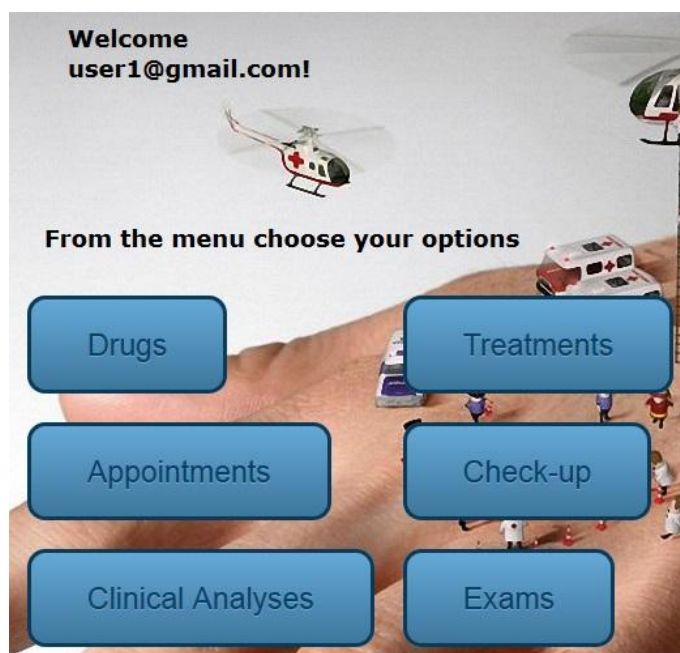 Welcome
user1@gmail.com!
From the menu choose your options
Drugs
Treatments
Appointments
Check-up
Clinical Analyses
Exams